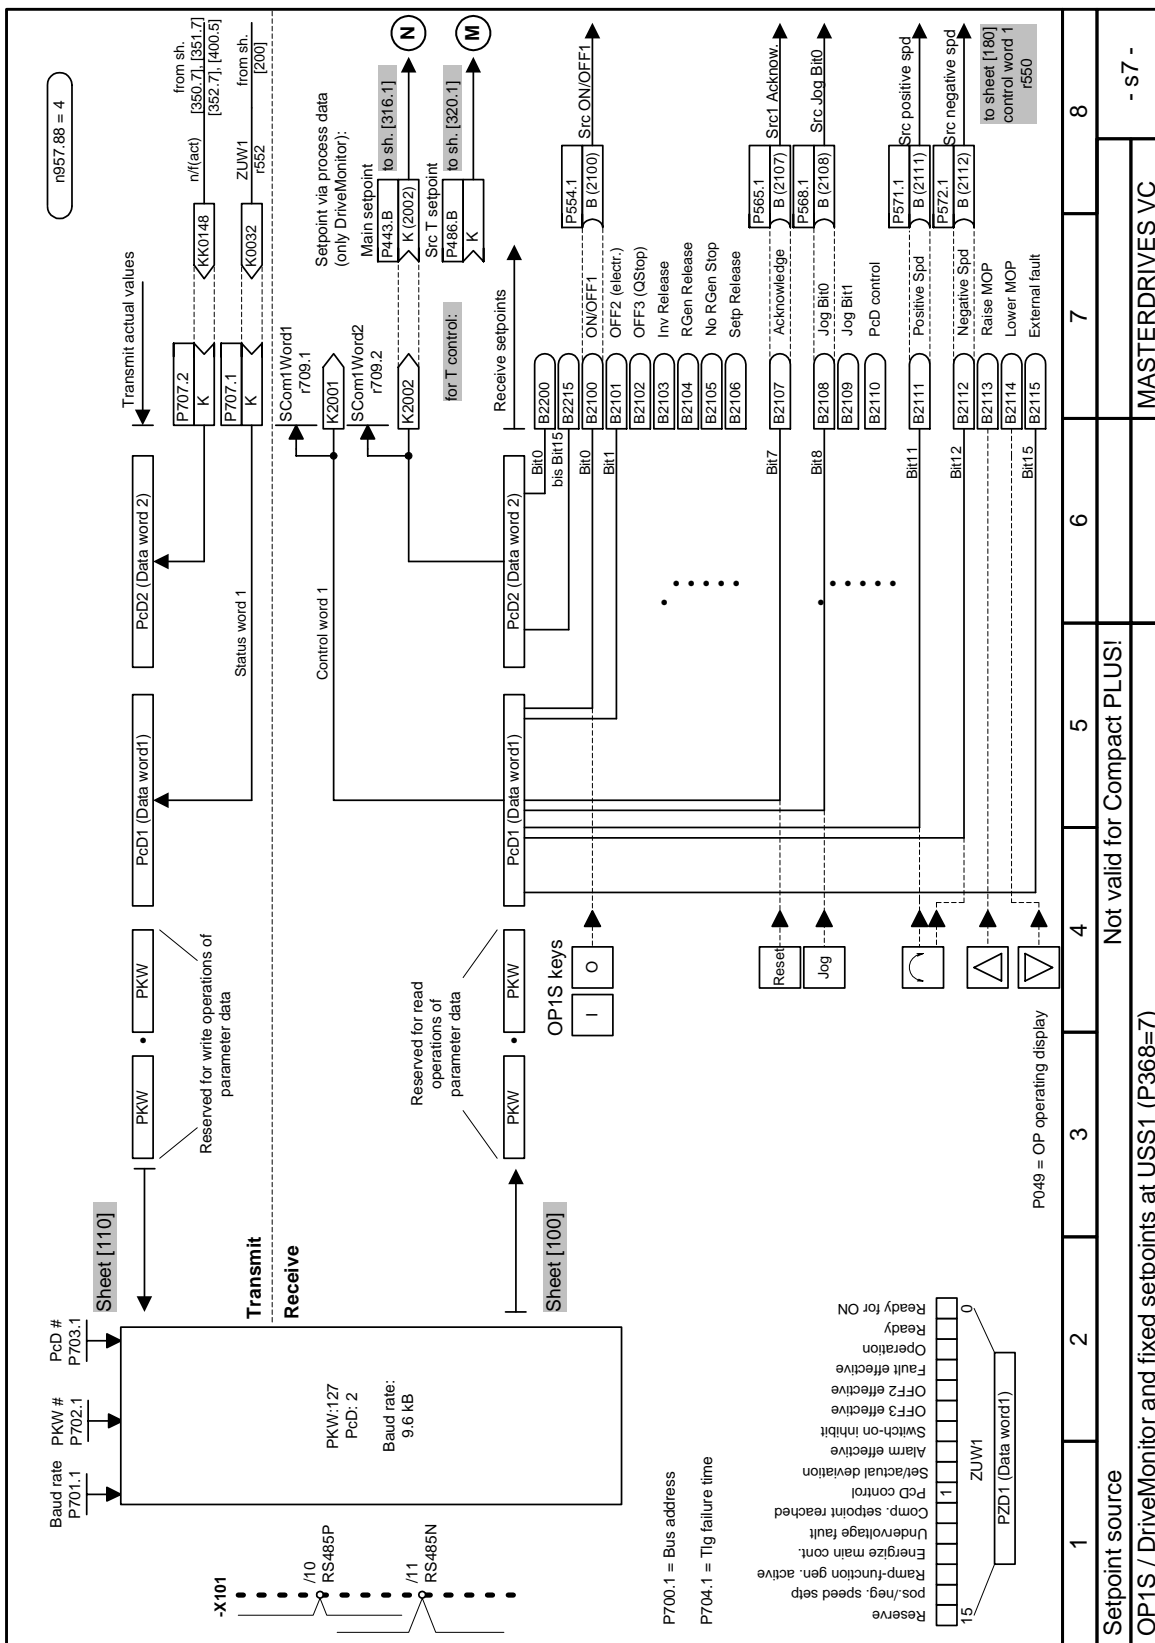 n957.88 = 4
Baud rate
P701.1
PKW #
P702.1
PcD #
P703.1
Sheet [110]
PKW
PKW
PcD1 (Data word1)
PcD2 (Data word 2)
Transmit actual values
Reserved for write operations of
parameter data
P707.2
K
KK0148
n/f(act)
from sh.
[350.7], [351.7]
[352.7], [400.5]
P707.1
K
K0032
ZUW1
r552
from sh.
[200]
Status word 1
Transmit
Receive
-X101
/10
RS485P
/11
RS485N
PKW:127
PcD: 2
Baud rate:
9.6 kB
Control word 1
SCom1Word1
r709.1
K2001
SCom1Word2
r709.2
K2002
Setpoint via process data
(only DriveMonitor):
Main setpoint
P443.B
K (2002)
to sh. [316.1]
N
for T control:
Src T setpoint
P486.B
K
to sh. [320.1]
M
Reserved for read
operations of
parameter data
Sheet [100]
PKW
PKW
PcD1 (Data word1)
PcD2 (Data word 2)
Receive setpoints
OP1S keys
I
O
Reset
Jog
Bit0
B2200
bis Bit15
B2215
Bit0
B2100
ON/OFF1
P554.1
B (2100)
Src ON/OFF1
Bit1
B2101
OFF2 (electr.)
B2102
OFF3 (QStop)
B2103
Inv Release
B2104
RGen Release
B2105
No RGen Stop
B2106
Setp Release
Bit7
B2107
Acknowledge
P565.1
B (2107)
Src1 Acknow.
Bit8
B2108
Jog Bit0
P568.1
B (2108)
Src Jog Bit0
B2109
Jog Bit1
B2110
PcD control
Bit11
B2111
Positive Spd
P571.1
B (2111)
Src positive spd
Bit12
B2112
Negative Spd
P572.1
B (2112)
Src negative spd
B2113
Raise MOP
B2114
Lower MOP
Bit15
B2115
External fault
to sheet [180]
control word 1
r550
P700.1 = Bus address
P704.1 = Tlg failure time
P049 = OP operating display
Reserve
pos./neg. speed setp
Ramp-function gen. active
Energize main cont.
Undervoltage fault
Comp. setpoint reached
PcD control
Set/actual deviation
Alarm effective
Switch-on inhibit
OFF3 effective
OFF2 effective
Fault effective
Operation
Ready
Ready for ON
1
15
ZUW1
0
PZD1 (Data word1)
1
2
3
4
5
6
7
8
Setpoint source
Not valid for Compact PLUS!
OP1S / DriveMonitor and fixed setpoints at USS1 (P368=7)
MASTERDRIVES VC
- s7 -